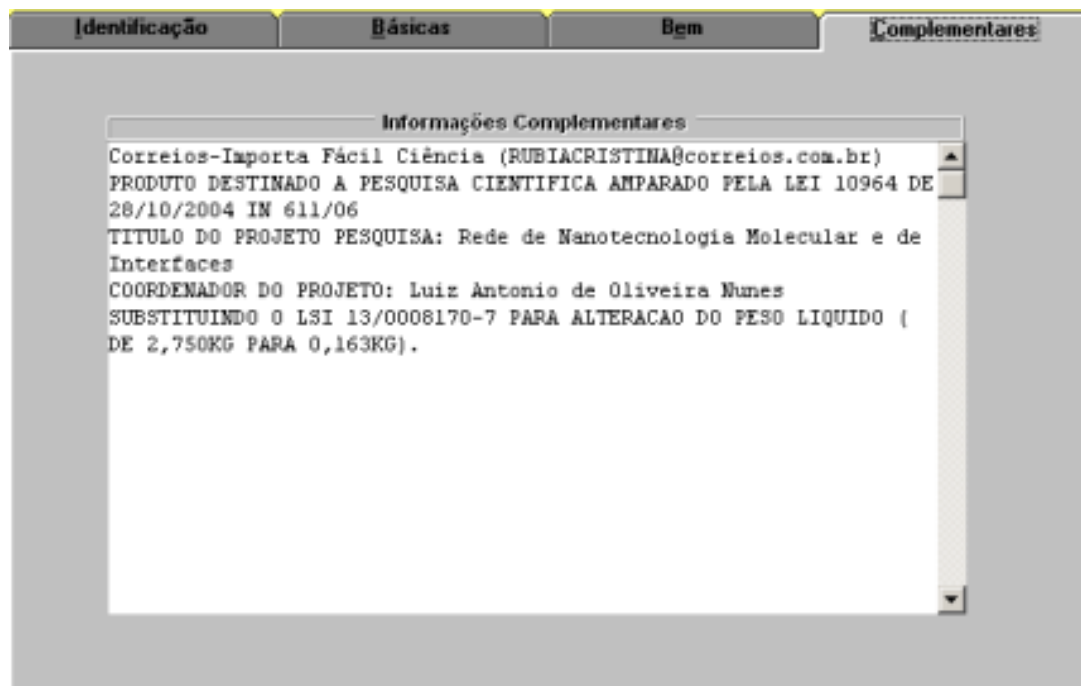 Identificação
Básicas
Bem
Complementares
Informações Complementares
Correios-Importa Fácil Ciência (RUBIACRISTINA@correios.com.br)
PRODUTO DESTINADO A PESQUISA CIENTIFICA AMPARADO PELA LEI 10964 DE
28/10/2004 IN 611/06
TITULO DO PROJETO PESQUISA: Rede de Nanotecnologia Molecular e de
Interfaces
COORDENADOR DO PROJETO: Luiz Antonio de Oliveira Nunes
SUBSTITUINDO O LSI 13/0008170-7 PARA ALTERACAO DO PESO LIQUIDO (
DE 2,750KG PARA 0,163KG).